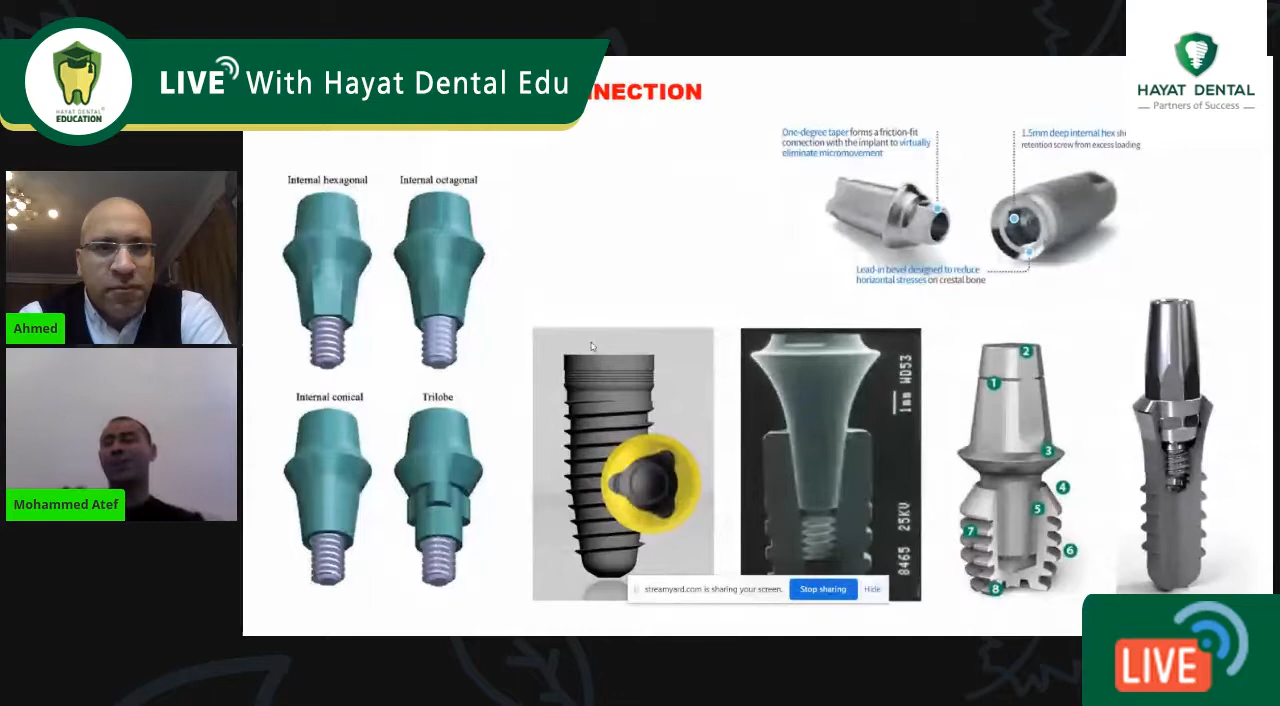 LIVE With Hayat Dental Edu
HAYAT DENTAL
EDUCATION
NNECTION
HAYAT DENTAL
Partners of Success
One-degree taper forms a friction-fit
connection with the implant to virtually
eliminate micromovement
1.5mm deep internal hex
retention screw from excess loading
Lead-in bevel designed to reduce
horizontal stresses on crestal bone
Internal hexagonal
Internal octagonal
Internal conical
Trilobe
Ahmed
Mohammed Atef
1mm WD53
8465 25KV
1
2
3
4
5
6
7
8
streamyard.com is sharing your screen.
Stop sharing
Hide
LIVE